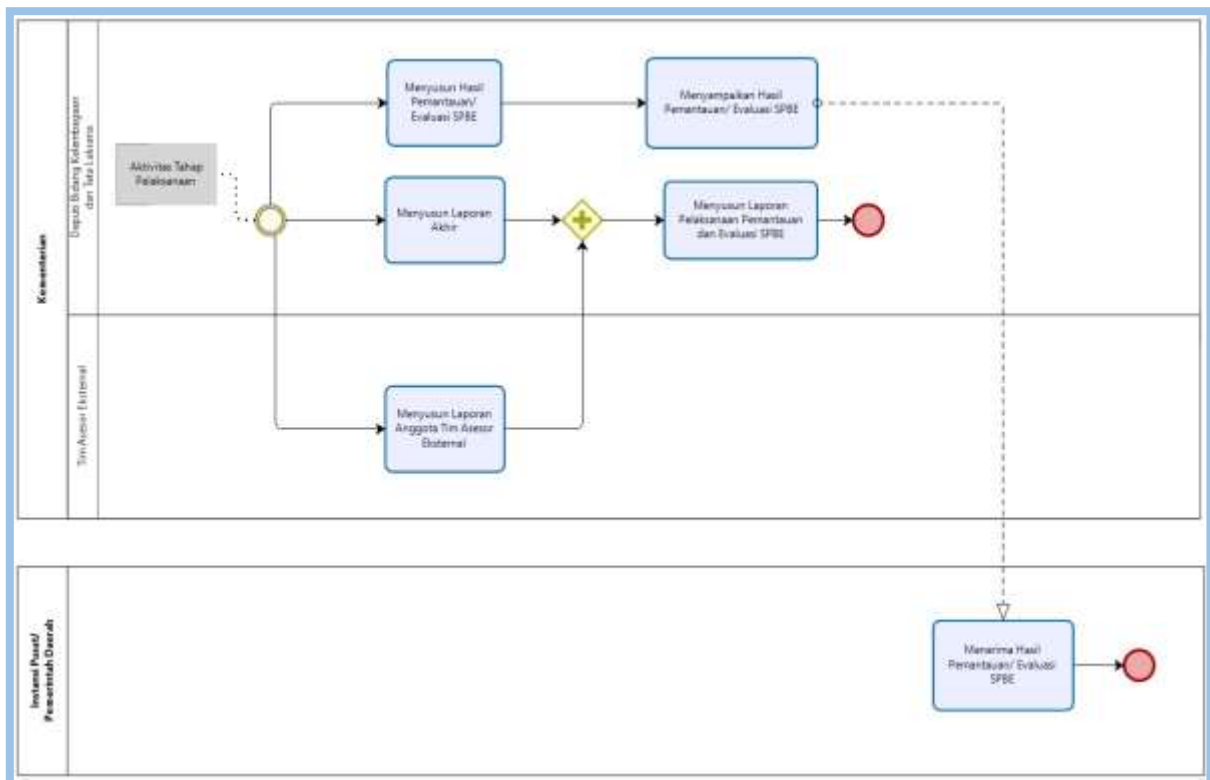 Kementerian
Deputi Bidang Kelembagaan
dan Tata Laksana
Aktivitas Tahap
Pelaksanaan
Menyusun Hasil
Pemantauan/
Evaluasi SPBE
Menyampaikan Hasil
Pemantauan/ Evaluasi SPBE
Menyusun Laporan
Akhir
Menyusun Laporan
Pelaksanaan Pemantauan
dan Evaluasi SPBE
Tim Asesor Eksternal
Menyusun Laporan
Anggota Tim Asesor
Eksternal
Instansi Pusat/
Pemerintah Daerah
Menerima Hasil
Pemantauan/ Evaluasi
SPBE